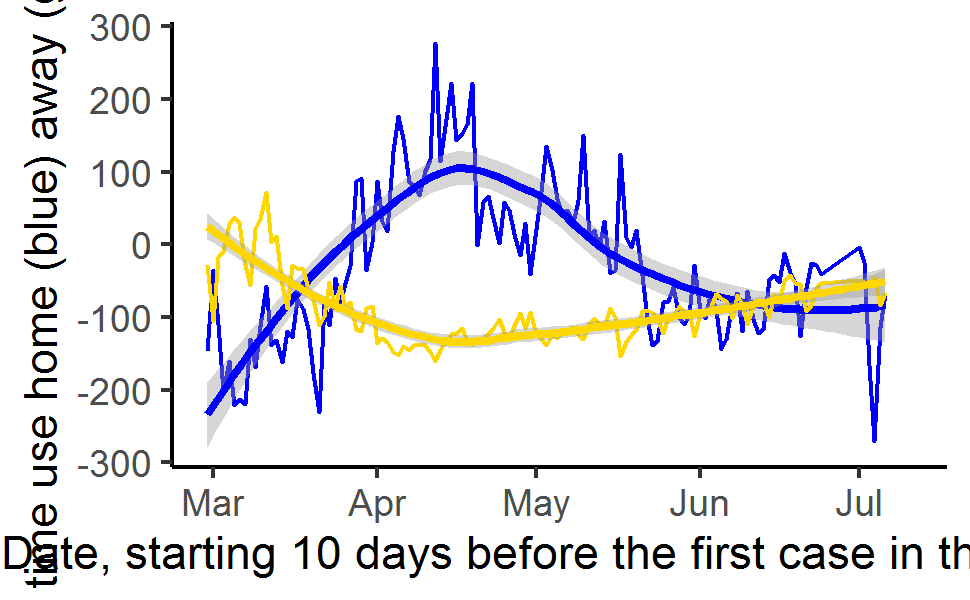 time use home (blue) away (
300
200
100
0
-100
-200
-300
Mar Apr May Jun Jul
Date, starting 10 days before the first case in th